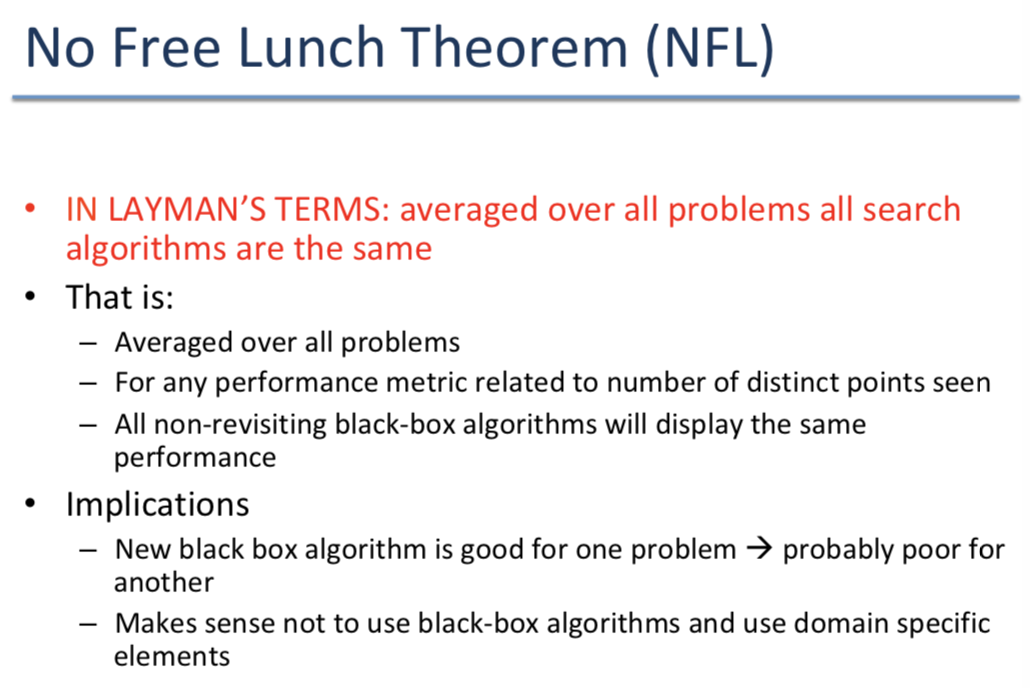 No Free Lunch Theorem (NFL)
• IN LAYMAN’S TERMS: averaged over all problems all search
algorithms are the same
• That is:
– Averaged over all problems
– For any performance metric related to number of distinct points seen
– All non-revisiting black-box algorithms will display the same
performance
• Implications
– New black box algorithm is good for one problem → probably poor for
another
– Makes sense not to use black-box algorithms and use domain specific
elements